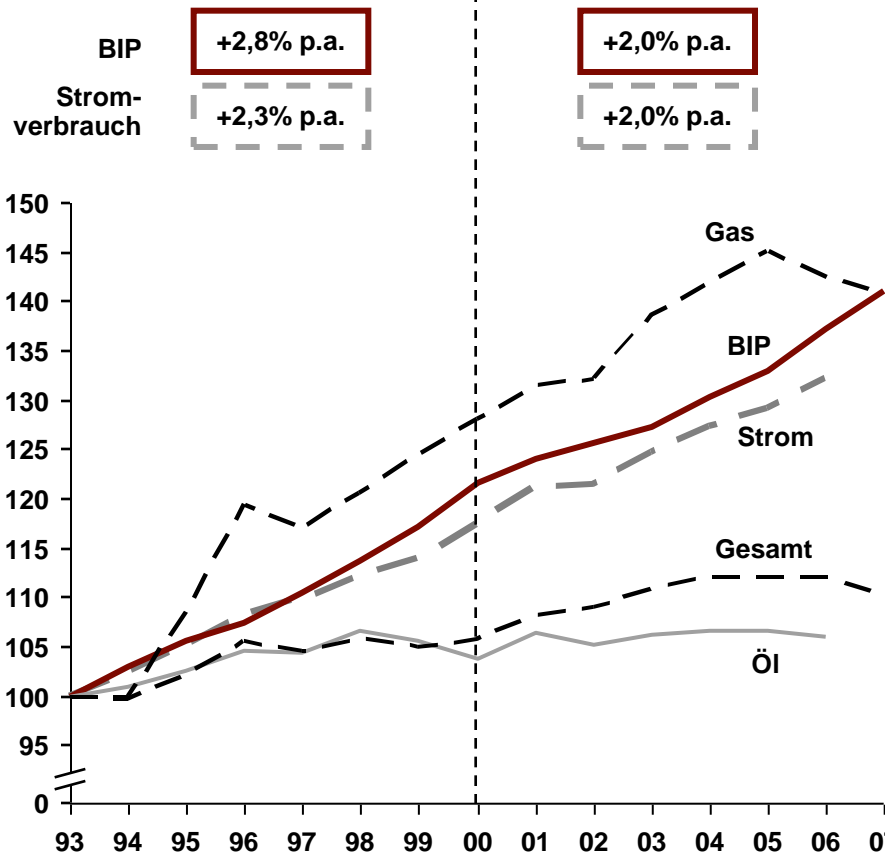 BIP
+2,8% p.a.
+2,0% p.a.
Strom-
verbrauch
+2,3% p.a.
+2,0% p.a.
150
145
140
135
130
125
120
115
110
105
100
95
0
Gas
BIP
Strom
Gesamt
Öl
93 94 95 96 97 98 99 00 01 02 03 04 05 06